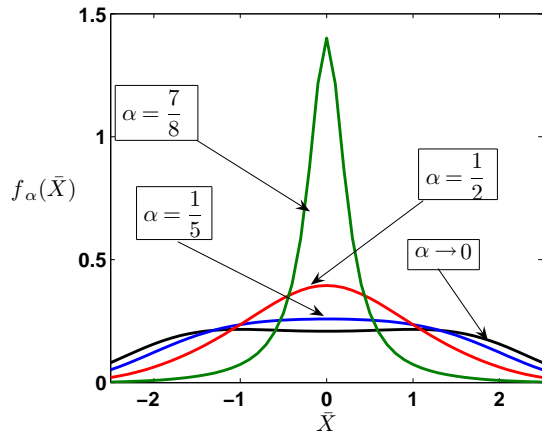 1.5
α = 7/8
1
f_α(X̄)
α = 1/2
α = 1/5
α → 0
0.5
0
−2 −1 0 1 2
X̄